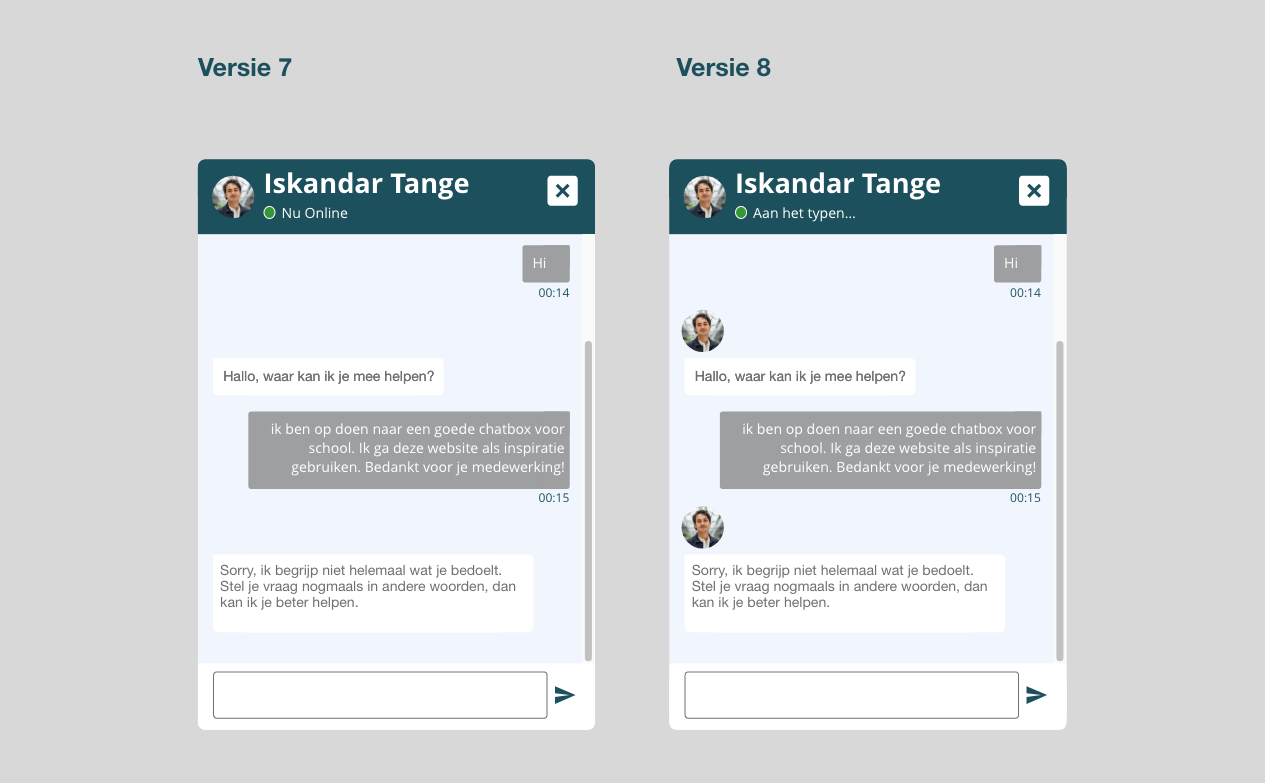 Versie 7
Iskandar Tange
Nu Online
Hi
00:14
Hallo, waar kan ik je mee helpen?
ik ben op doen naar een goede chatbox voor
school. Ik ga deze website als inspiratie
gebruiken. Bedankt voor je medewerking!
00:15
Sorry, ik begrijp niet helemaal wat je bedoelt.
Stel je vraag nogmaals in andere woorden, dan
kan ik je beter helpen.
Versie 8
Iskandar Tange
Aan het typen...
Hi
00:14
Hallo, waar kan ik je mee helpen?
ik ben op doen naar een goede chatbox voor
school. Ik ga deze website als inspiratie
gebruiken. Bedankt voor je medewerking!
00:15
Sorry, ik begrijp niet helemaal wat je bedoelt.
Stel je vraag nogmaals in andere woorden, dan
kan ik je beter helpen.